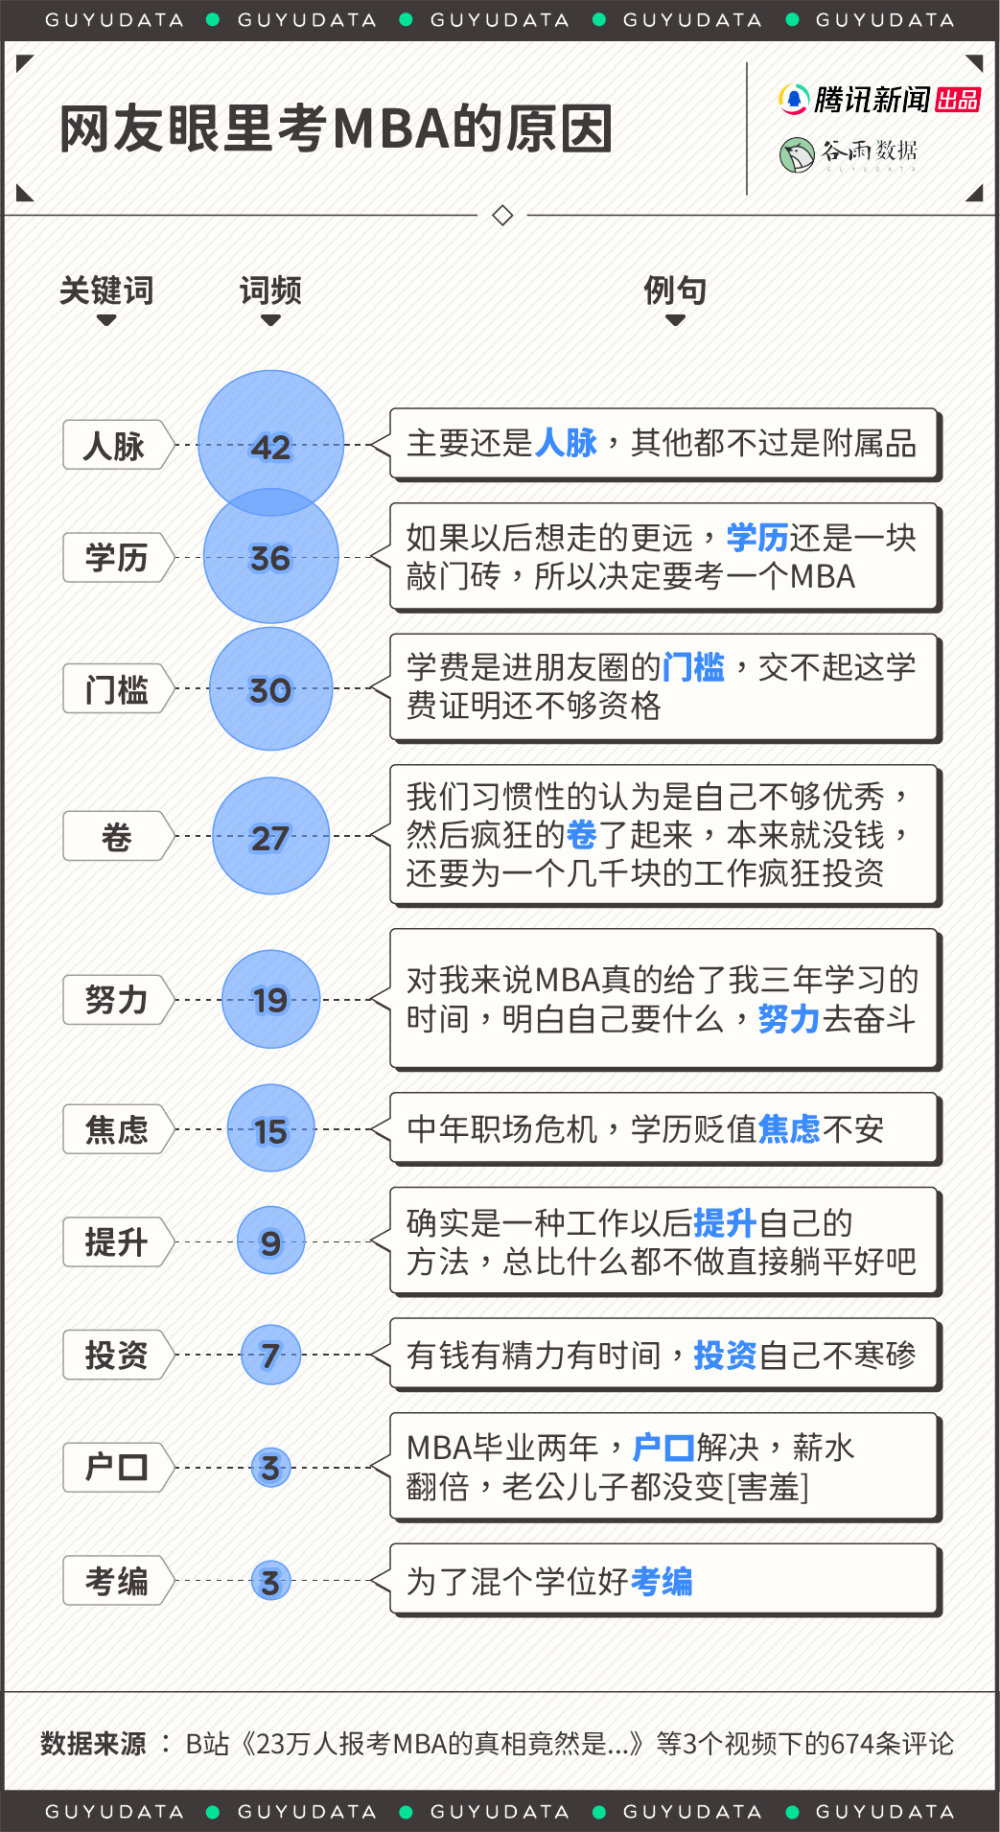 GUYUDATA GUYUDATA GUYUDATA GUYUDATA GUYUDATA
网友眼里考MBA的原因
腾讯新闻 出品
谷雨数据
GUYUDATA
关键词 词频 例句
人脉 42 主要还是人脉，其他都不过是附属品
学历 36 如果以后想走的更远，学历还是一块
敲门砖，所以决定要考一个MBA
门槛 30 学费是进朋友圈的门槛，交不起这学
费证明还不够资格
卷 27 我们习惯性的认为是自己不够优秀，
然后疯狂的卷了起来，本来就没钱，
还要为一个几千块的工作疯狂投资
努力 19 对我来说MBA真的给了我三年学习的
时间，明白自己要什么，努力去奋斗
焦虑 15 中年职场危机，学历贬值焦虑不安
提升 9 确实是一种工作以后提升自己的
方法，总比什么都不做直接躺平好吧
投资 7 有钱有精力有时间，投资自己不寒碜
户口 3 MBA毕业两年，户口解决，薪水
翻倍，老公儿子都没变[害羞]
考编 3 为了混个学位好考编
数据来源：B站《23万人报考MBA的真相竟然是...》等3个视频下的674条评论
GUYUDATA GUYUDATA GUYUDATA GUYUDATA GUYUDATA